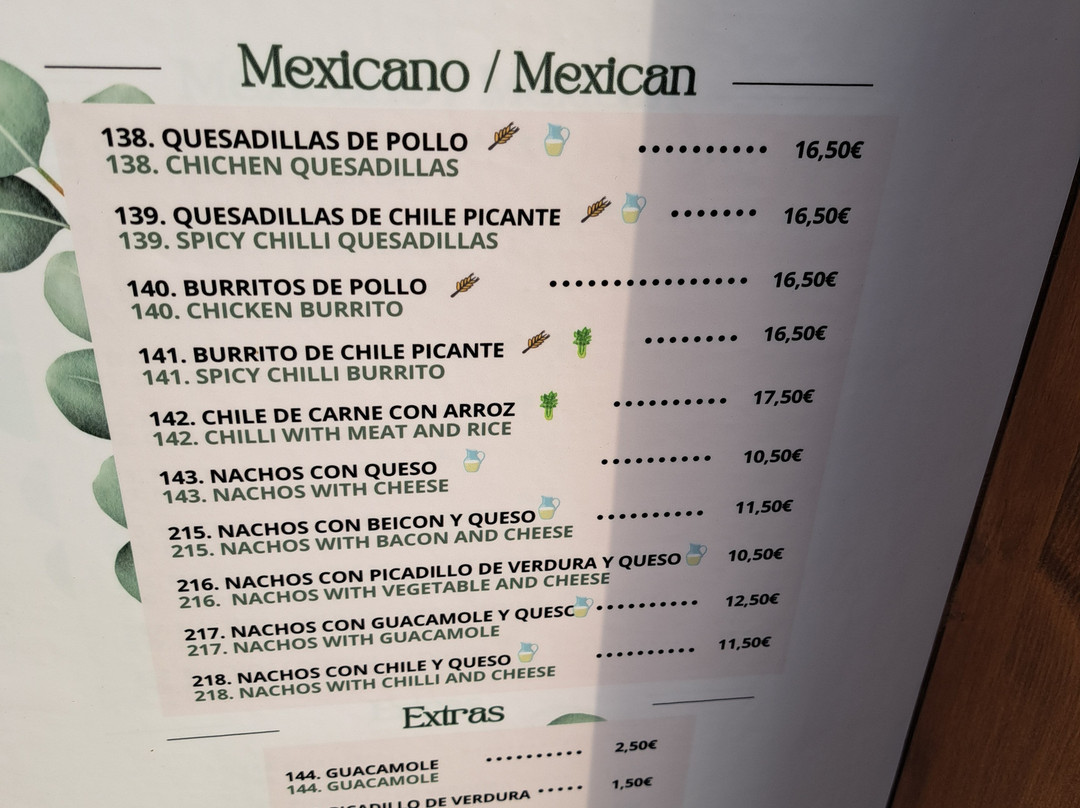 Mexicano / Mexican
138. QUESADILLAS DE POLLO .......... 16,50€
138. CHICHEN QUESADILLAS
139. QUESADILLAS DE CHILE PICANTE ....... 16,50€
139. SPICY CHILLI QUESADILLAS
140. BURRITOS DE POLLO ................ 16,50€
140. CHICKEN BURRITO
141. BURRITO DE CHILE PICANTE ........ 16,50€
141. SPICY CHILLI BURRITO
142. CHILE DE CARNE CON ARROZ .......... 17,50€
142. CHILLI WITH MEAT AND RICE
143. NACHOS CON QUESO .......... 10,50€
143. NACHOS WITH CHEESE
215. NACHOS CON BEICON Y QUESO .......... 11,50€
215. NACHOS WITH BACON AND CHEESE
216. NACHOS CON PICADILLO DE VERDURA Y QUESO 10,50€
216. NACHOS WITH VEGETABLE AND CHEESE
217. NACHOS CON GUACAMOLE Y QUESO .......... 12,50€
217. NACHOS WITH GUACAMOLE
218. NACHOS CON CHILE Y QUESO .......... 11,50€
218. NACHOS WITH CHILLI AND CHEESE
Extras
144. GUACAMOLE .......... 2,50€
144. GUACAMOLE
PICADILLO DE VERDURA ..... 1,50€